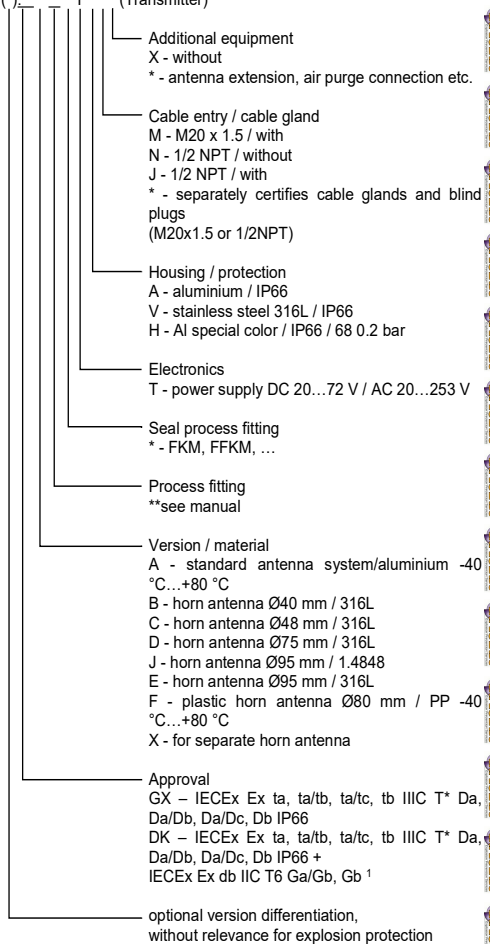 ( ).__ _ T (Transmitter)
Additional equipment
X - without
* - antenna extension, air purge connection etc.
Cable entry / cable gland
M - M20 x 1.5 / with
N - 1/2 NPT / without
J - 1/2 NPT / with
* - separately certifies cable glands and blind
plugs
(M20x1.5 or 1/2NPT)
Housing / protection
A - aluminium / IP66
V - stainless steel 316L / IP66
H - Al special color / IP66 / 68 0.2 bar
Electronics
T - power supply DC 20…72 V / AC 20…253 V
Seal process fitting
* - FKM, FFKM, …
Process fitting
**see manual
Version / material
A - standard antenna system/aluminium -40
°C…+80 °C
B - horn antenna Ø40 mm / 316L
C - horn antenna Ø48 mm / 316L
D - horn antenna Ø75 mm / 316L
J - horn antenna Ø95 mm / 1.4848
E - horn antenna Ø95 mm / 316L
F - plastic horn antenna Ø80 mm / PP -40
°C…+80 °C
X - for separate horn antenna
Approval
GX – IECEx Ex ta, ta/tb, ta/tc, tb IIIC T* Da,
Da/Db, Da/Dc, Db IP66
DK – IECEx Ex ta, ta/tb, ta/tc, tb IIIC T* Da,
Da/Db, Da/Dc, Db IP66 +
IECEx Ex db IIC T6 Ga/Gb, Gb ¹
optional version differentiation,
without relevance for explosion protection